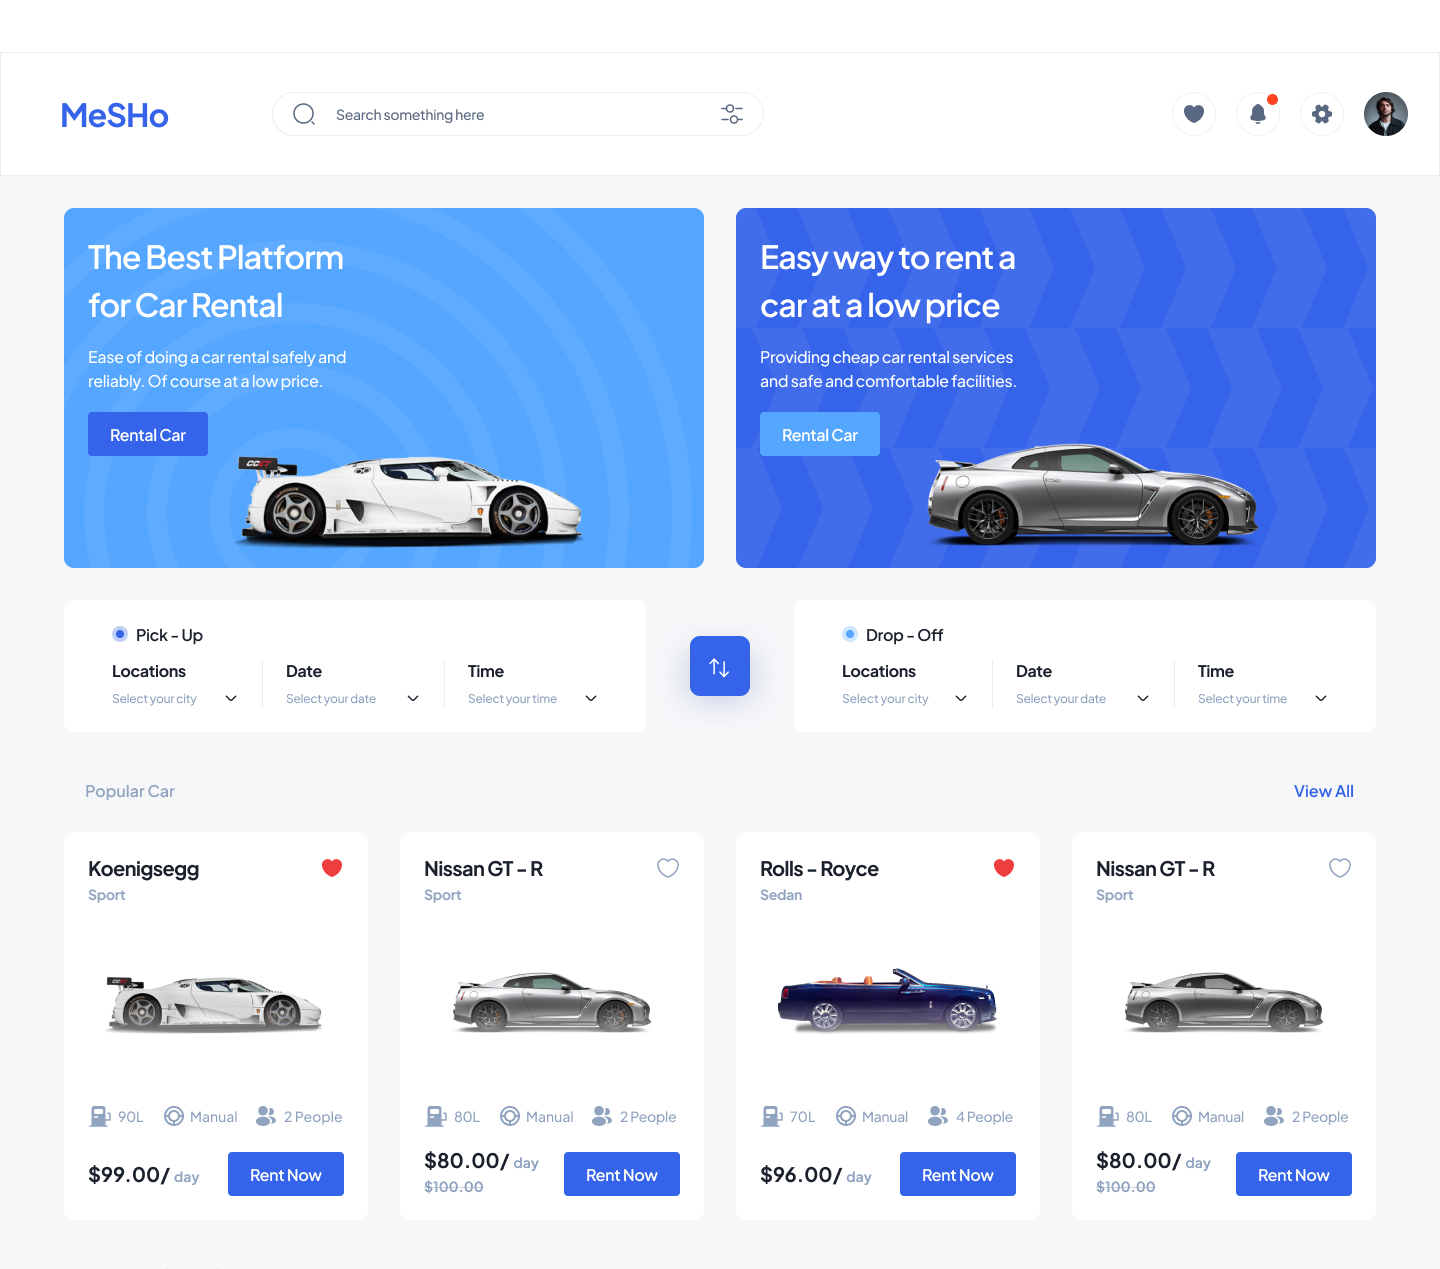 MeSHo
Search something here
The Best Platform
for Car Rental
Ease of doing a car rental safely and
reliably. Of course at a low price.
Rental Car
Easy way to rent a
car at a low price
Providing cheap car rental services
and safe and comfortable facilities.
Rental Car
Pick - Up
Locations
Select your city
Date
Select your date
Time
Select your time
Drop - Off
Locations
Select your city
Date
Select your date
Time
Select your time
Popular Car
View All
Koenigsegg
Sport
90L
Manual
2 People
$99.00/ day
Rent Now
Nissan GT - R
Sport
80L
Manual
2 People
$80.00/ day
$100.00
Rent Now
Rolls - Royce
Sedan
70L
Manual
4 People
$96.00/ day
Rent Now
Nissan GT - R
Sport
80L
Manual
2 People
$80.00/ day
$100.00
Rent Now